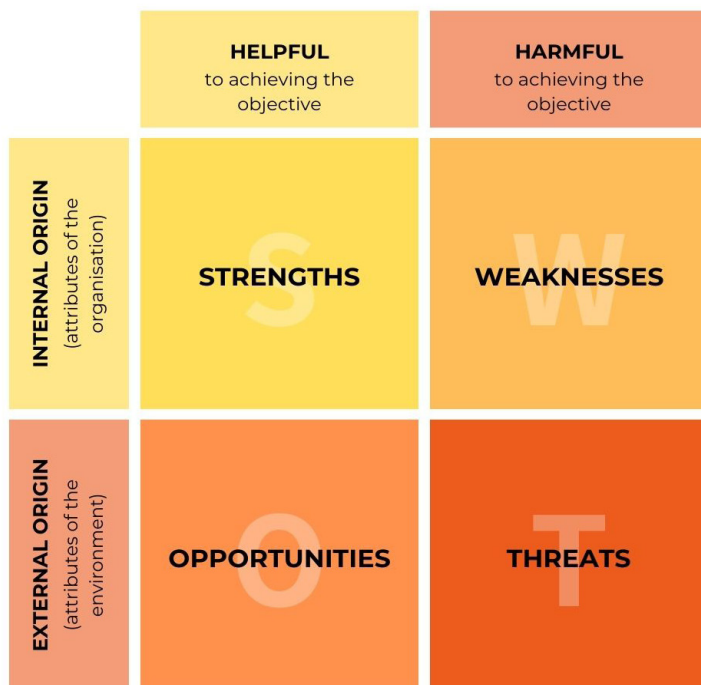 HELPFUL
to achieving the
objective
HARMFUL
to achieving the
objective
INTERNAL ORIGIN
(attributes of the
organisation)
S
STRENGTHS
W
WEAKNESSES
EXTERNAL ORIGIN
(attributes of the
environment)
O
OPPORTUNITIES
T
THREATS